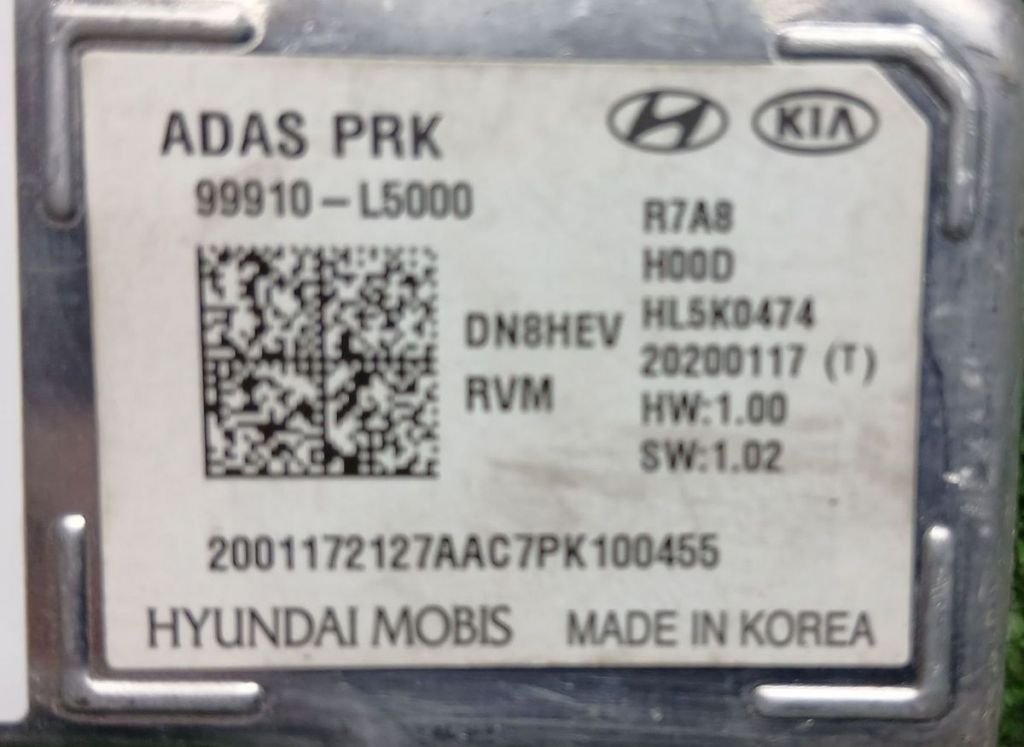 ADAS PRK
99910-L5000
KIA
R7A8
H00D
HL5K0474
20200117 (T)
HW:1.00
SW:1.02
DN8HEV
RVM
2001172127AAC7PK100455
HYUNDAI MOBIS
MADE IN KOREA